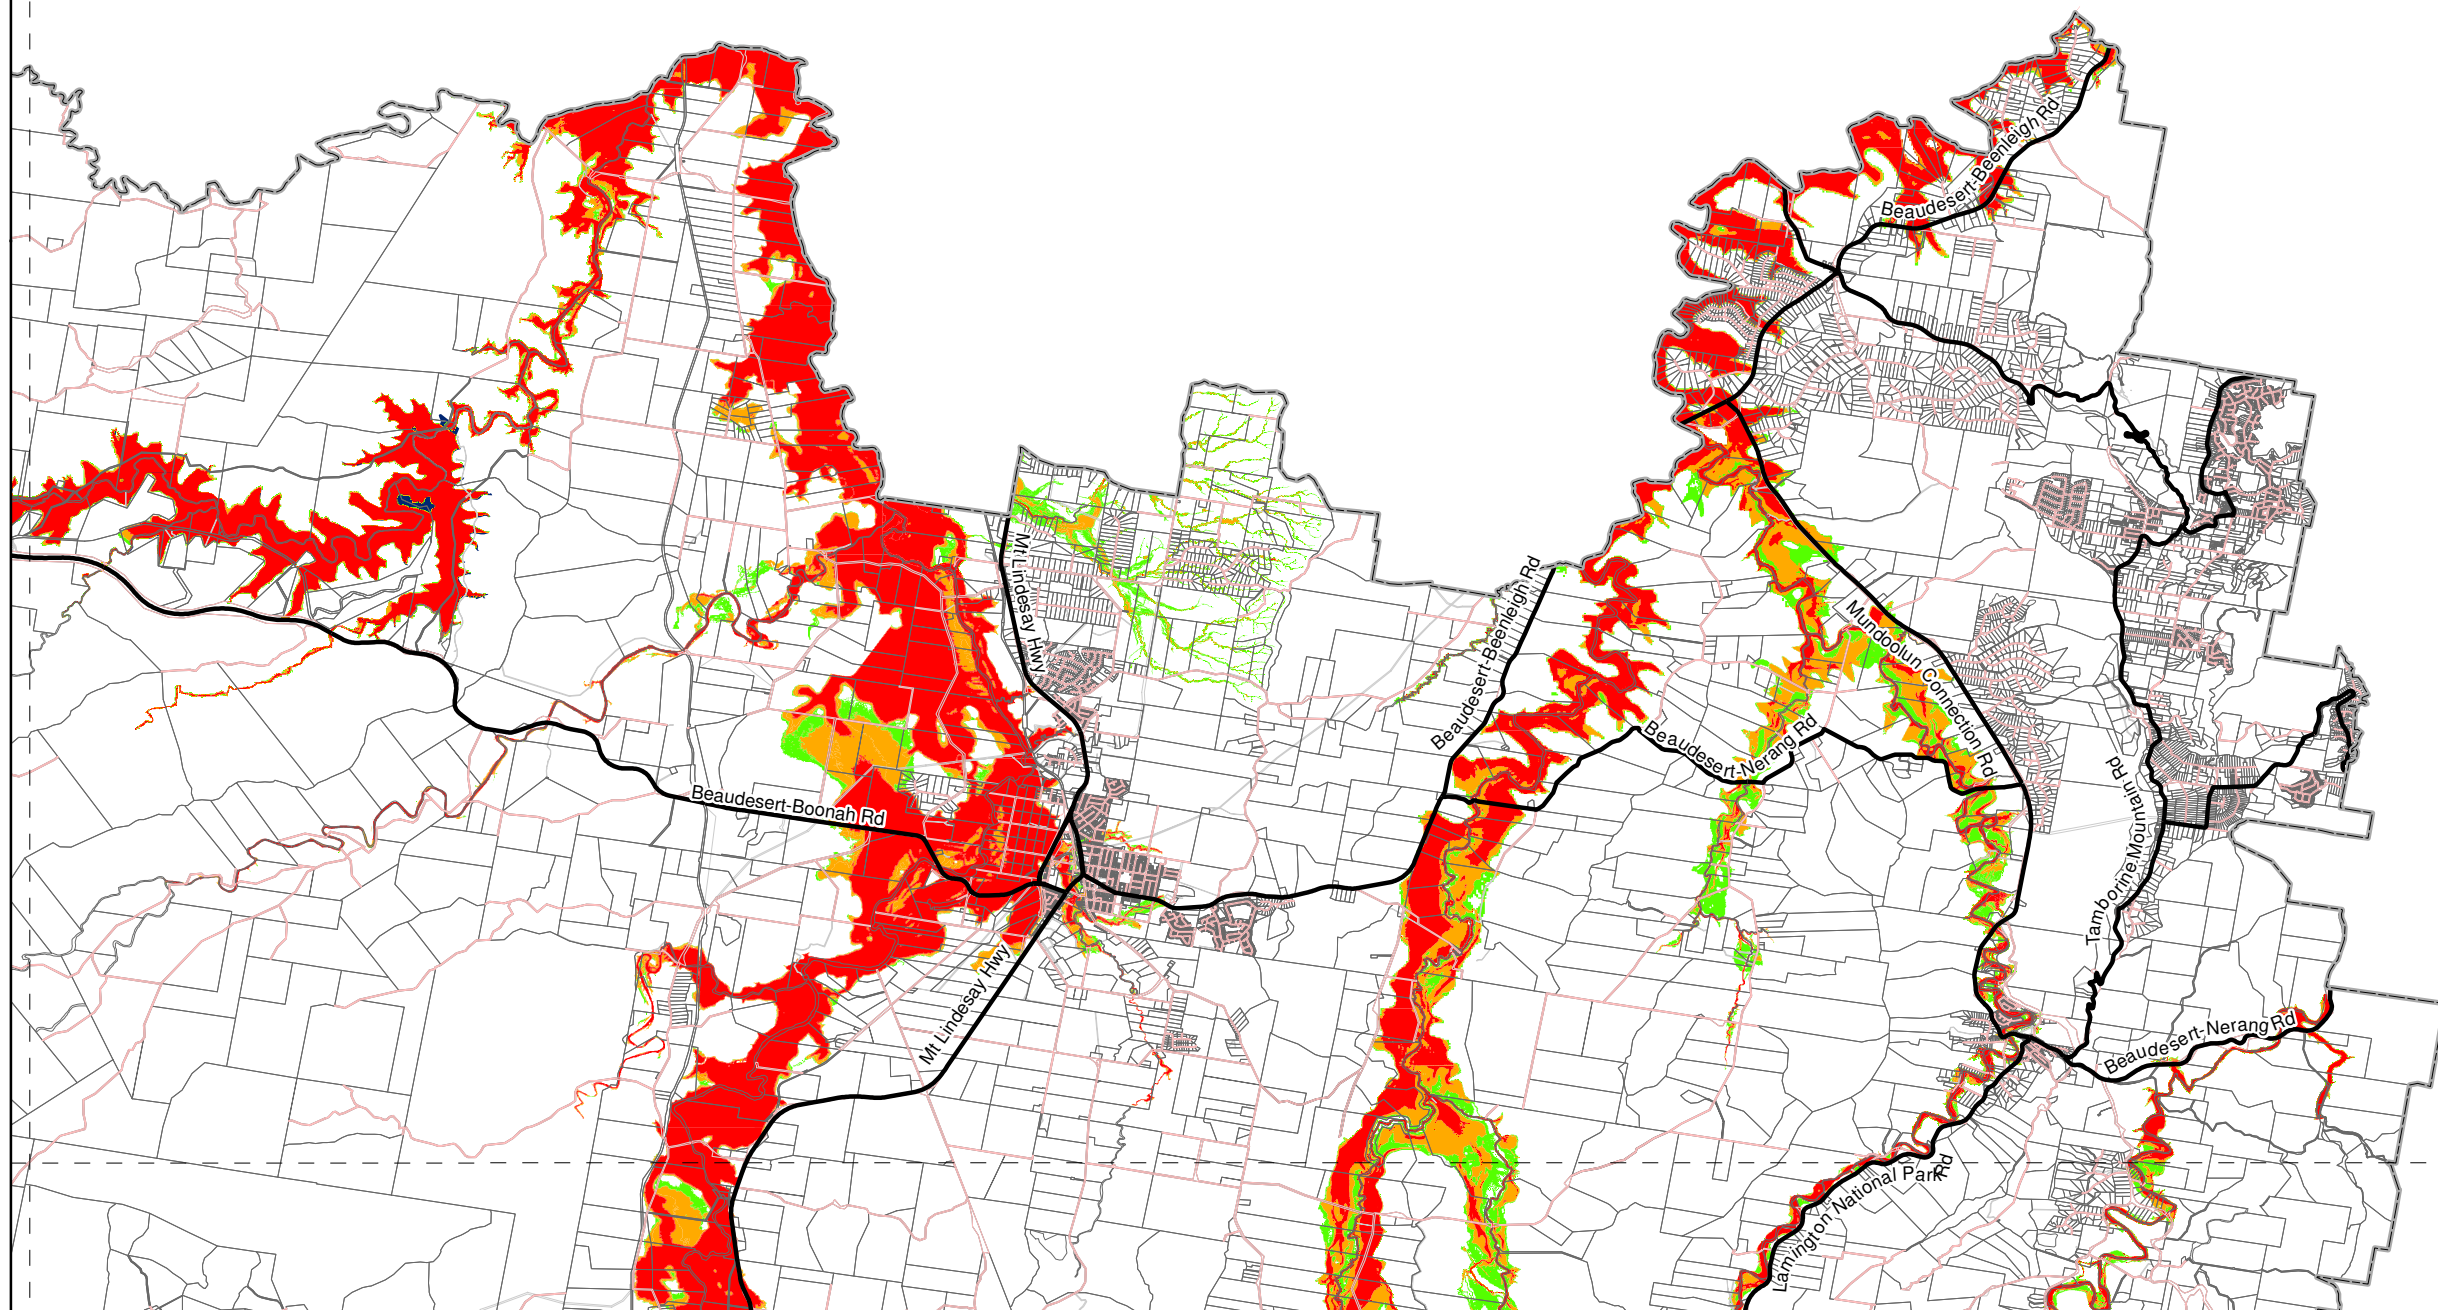 Beaudesert-Beenleigh Rd
Mt Lindesay Hwy
Beaudesert-Beenleigh Rd
Mundoolun Connection Rd
Beaudesert-Nerang Rd
Beaudesert-Boonah Rd
Tamborine Mountain Rd
Mt Lindesay Hwy
Beaudesert-Nerang Rd
Lamington National Park Rd